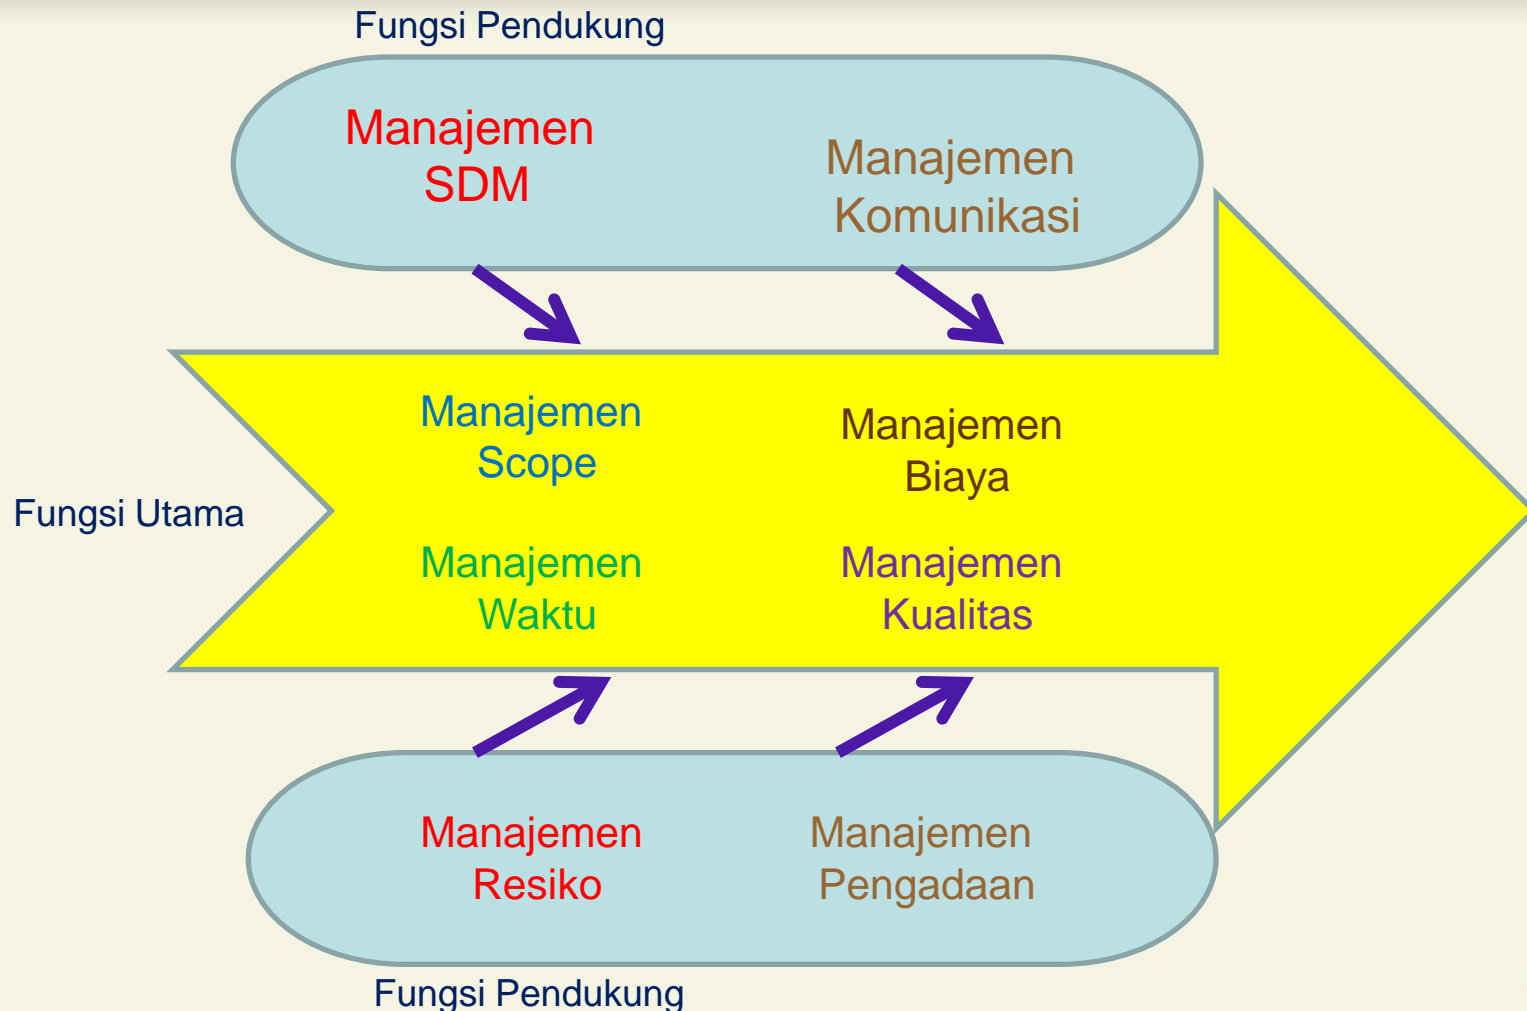 Fungsi Pendukung
Manajemen
SDM
Manajemen
Komunikasi
Manajemen
Scope
Manajemen
Biaya
Fungsi Utama
Manajemen
Waktu
Manajemen
Kualitas
Manajemen
Resiko
Manajemen
Pengadaan
Fungsi Pendukung